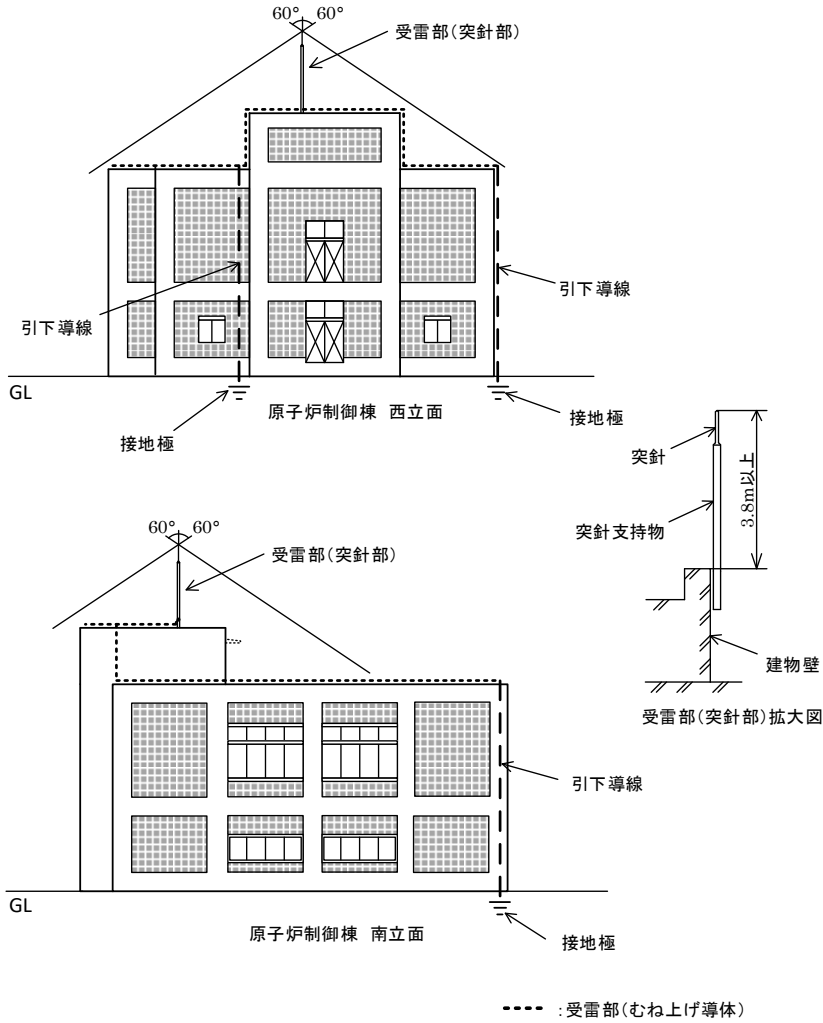 60° 60°
受雷部(突針部)
引下導線
引下導線
GL
原子炉制御棟 西立面
接地極
接地極
突針
3.8m以上
突針支持物
建物壁
受雷部(突針部)拡大図
60° 60°
受雷部(突針部)
引下導線
GL
原子炉制御棟 南立面
接地極
:受雷部(むね上げ導体)